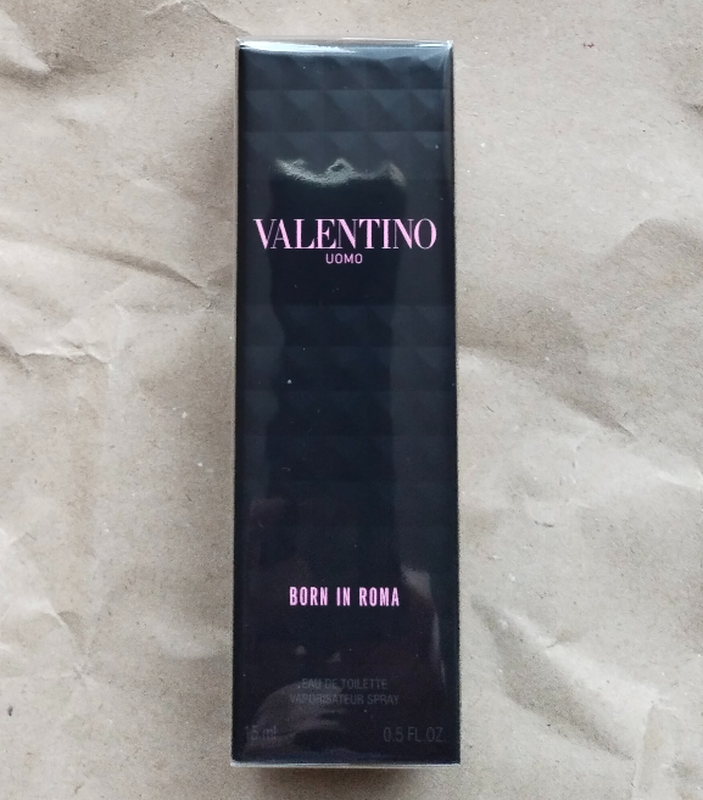 VALENTINO
UOMO
BORN IN ROMA
EAU DE TOILETTE
VAPORISATEUR SPRAY
15 ml 0.5 FL.OZ.